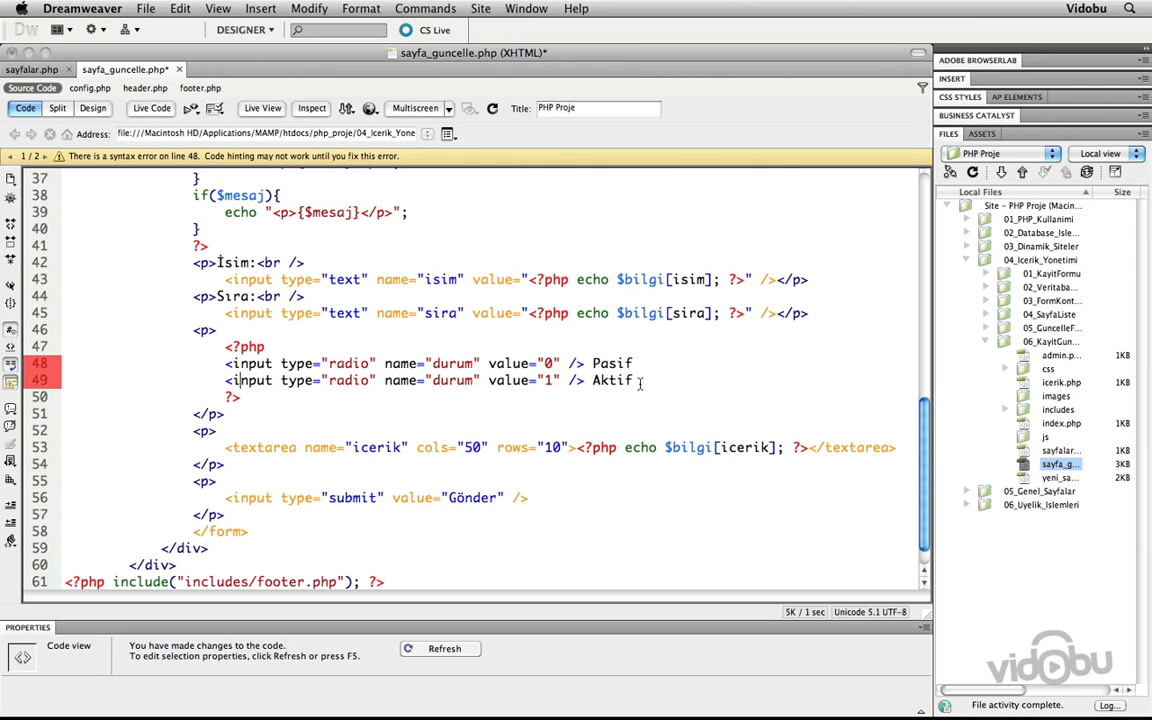 Dreamweaver File Edit View Insert Modify Format Commands Site Window Help Vidobu
Dw DESIGNER CS Live
sayfa_guncelle.php (XHTML)*
sayfalar.php × sayfa_guncelle.php* ×
Source Code config.php header.php footer.php
Code Split Design Live Code Live View Inspect Multiscreen Title: PHP Proje
Address: file:///Macintosh HD/Applications/MAMP/htdocs/php_proje/04_Icerik_Yone
1 / 2 There is a syntax error on line 48. Code hinting may not work until you fix this error.
37 }
38 if($mesaj){
39 echo "<p>{$mesaj}</p>";
40 }
41 ?>
42 <p>İsim:<br />
43 <input type="text" name="isim" value="<?php echo $bilgi[isim]; ?>" /></p>
44 <p>Sıra:<br />
45 <input type="text" name="sira" value="<?php echo $bilgi[sira]; ?>" /></p>
46 <p>
47 <?php
48 <input type="radio" name="durum" value="0" /> Pasif
49 <input type="radio" name="durum" value="1" /> Aktif
50 ?>
51 </p>
52 <p>
53 <textarea name="icerik" cols="50" rows="10"><?php echo $bilgi[icerik]; ?></textarea>
54 </p>
55 <p>
56 <input type="submit" value="Gönder" />
57 </p>
58 </form>
59 </div>
60 </div>
61 <?php include("includes/footer.php"); ?>
5K / 1 sec Unicode 5.1 UTF-8
PROPERTIES
Code view
You have made changes to the code.
To edit selection properties, click Refresh or press F5.
Refresh
ADOBE BROWSERLAB
INSERT
CSS STYLES AP ELEMENTS
BUSINESS CATALYST
FILES ASSETS
PHP Proje Local view
Local Files Size
Site – PHP Proje (Macin...
01_PHP_Kullanimi
02_Database_Isle...
03_Dinamik_Siteler
04_Icerik_Yonetimi
01_KayitFormu
02_Veritaba...
03_FormKont...
04_SayfaListe
05_GuncelleF...
06_KayitGun...
admin.p... 1KB
css
icerik.php 1KB
images
includes
index.php 1KB
js
sayfalar... 1KB
sayfa_g... 3KB
yeni_sa... 2KB
05_Genel_Sayfalar
06_Uyelik_Islemleri
vidobu
File activity complete. Log...